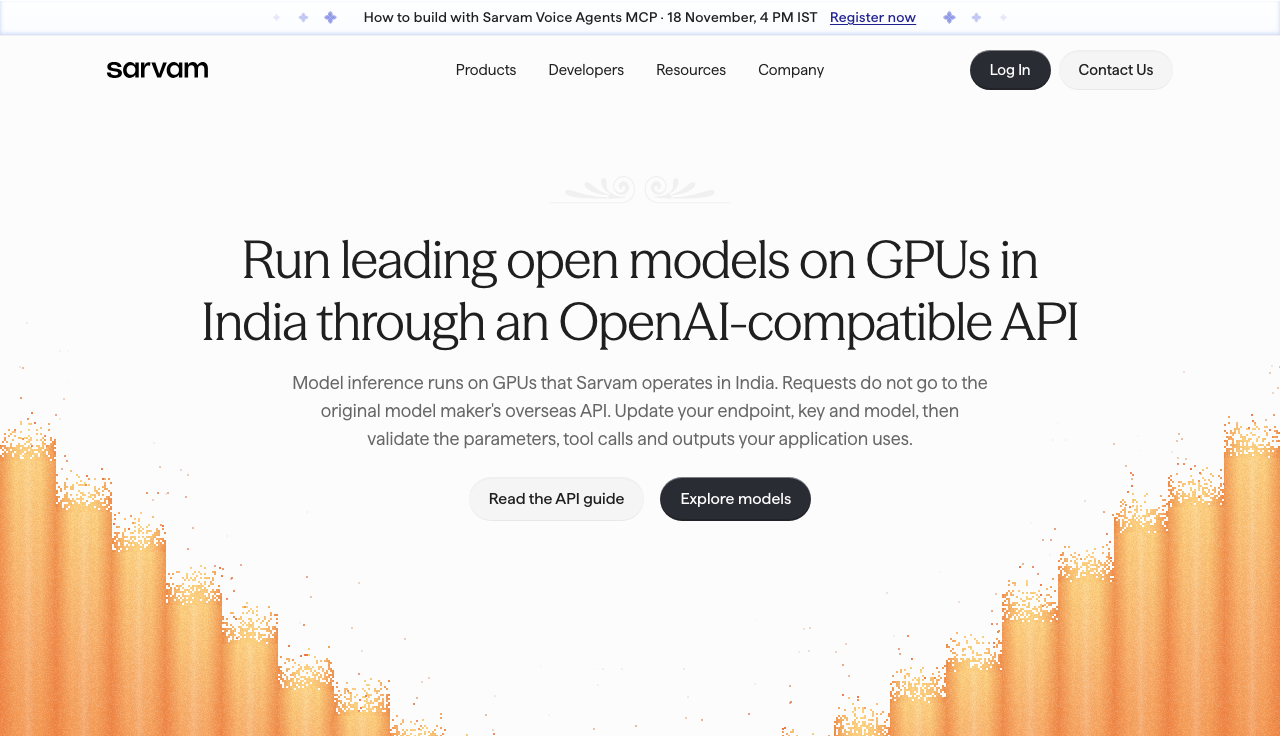 How to build with Sarvam Voice Agents MCP · 18 November, 4 PM IST Register now
sarvam Products Developers Resources Company Log In Contact Us
Run leading open models on GPUs in
India through an OpenAI-compatible API
Model inference runs on GPUs that Sarvam operates in India. Requests do not go to the
original model maker's overseas API. Update your endpoint, key and model, then
validate the parameters, tool calls and outputs your application uses.
Read the API guide Explore models